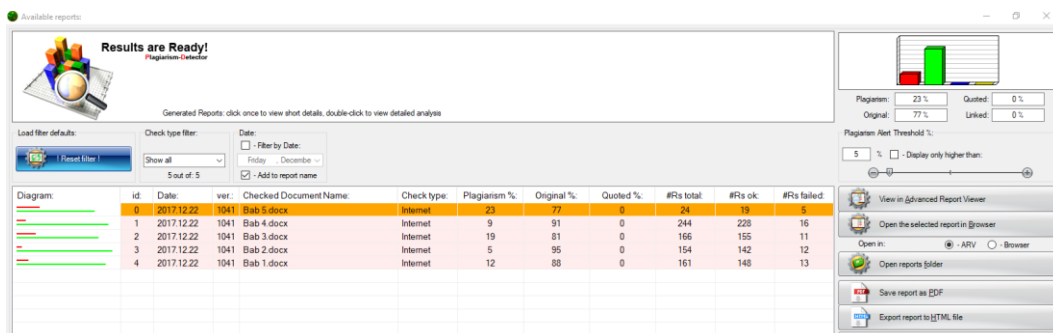 Available reports:
Results are Ready!
Plagiarism-Detector
Generated Reports: click once to view short details, double-click to view detailed analysis
Plagiarism: 23 % Quoted: 0 %
Original: 77 % Linked: 0 %
Load filter defaults: Check type filter: Date:
! Reset filter !
Show all
5 out of: 5
- Filter by Date:
Friday , Decembe
- Add to report name
Plagiarism Alert Threshold %:
5 % - Display only higher than:
Diagram: id: Date: ver.: Checked Document Name: Check type: Plagiarism %: Original %: Quoted %: #Rs total: #Rs ok: #Rs failed:
0 2017.12.22 1041 Bab 5.docx Internet 23 77 0 24 19 5
1 2017.12.22 1041 Bab 4.docx Internet 9 91 0 244 228 16
2 2017.12.22 1041 Bab 3.docx Internet 19 81 0 166 155 11
3 2017.12.22 1041 Bab 2.docx Internet 5 95 0 154 142 12
4 2017.12.22 1041 Bab 1.docx Internet 12 88 0 161 148 13
View in Advanced Report Viewer
Open the selected report in Browser
Open in: - ARV - Browser
Open reports folder
Save report as PDF
Export report to HTML file